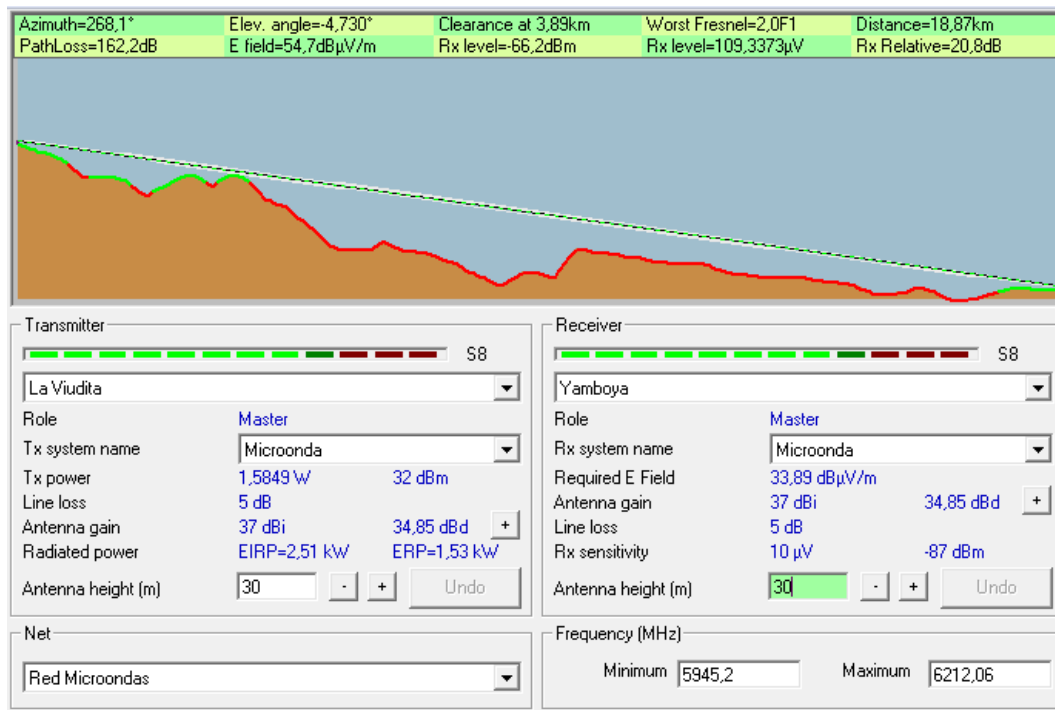 Azimuth=268,1° Elev. angle=-4,730° Clearance at 3,89km Worst Fresnel=2,0F1 Distance=18,87km
PathLoss=162,2dB E field=54,7dBµV/m Rx level=-66,2dBm Rx level=109,3373µV Rx Relative=20,8dB
Transmitter
S8
La Viudita
Role Master
Tx system name Microonda
Tx power 1,5849 W 32 dBm
Line loss 5 dB
Antenna gain 37 dBi 34,85 dBd +
Radiated power EIRP=2,51 kW ERP=1,53 kW
Antenna height (m) 30 - + Undo
Net
Red Microondas
Receiver
S8
Yamboya
Role Master
Rx system name Microonda
Required E Field 33,89 dBµV/m
Antenna gain 37 dBi 34,85 dBd +
Line loss 5 dB
Rx sensitivity 10 µV -87 dBm
Antenna height (m) 30 - + Undo
Frequency (MHz)
Minimum 5945,2 Maximum 6212,06